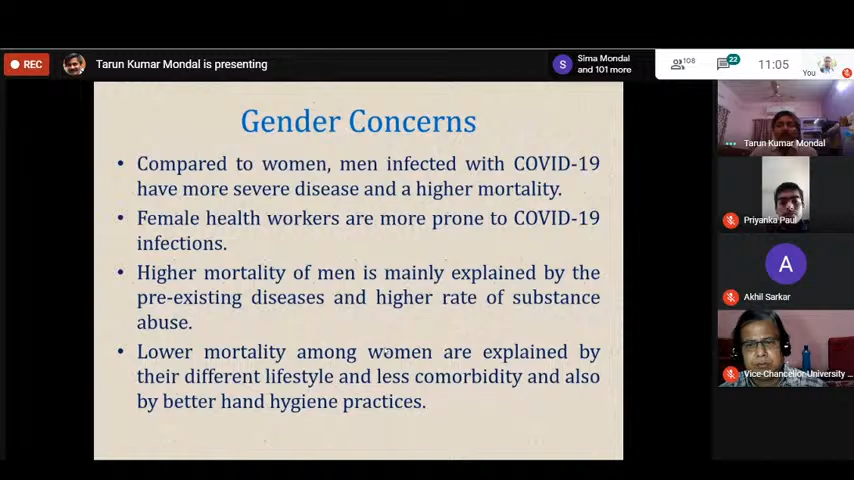 REC
Tarun Kumar Mondal is presenting
S
Sima Mondal
and 101 more
108
22
11:05
You
Gender Concerns
• Compared to women, men infected with COVID-19
have more severe disease and a higher mortality.
• Female health workers are more prone to COVID-19
infections.
• Higher mortality of men is mainly explained by the
pre-existing diseases and higher rate of substance
abuse.
• Lower mortality among women are explained by
their different lifestyle and less comorbidity and also
by better hand hygiene practices.
Tarun Kumar Mondal
Priyanka Paul
A
Akhil Sarkar
Vice-Chancellor University ...